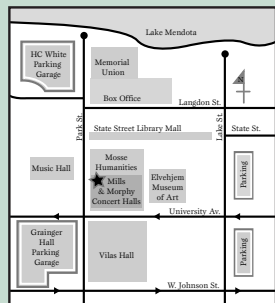 Lake Mendota
HC White
Parking
Garage
Memorial
Union
Box Office
N
Langdon St.
Park St.
Lake St.
State Street Library Mall
State St.
Music Hall
Mosse
Humanities
Mills
& Morphy
Concert Halls
Elvehjem
Museum
of Art
Parking
University Av.
Grainger
Hall
Parking
Garage
Vilas Hall
Parking
W. Johnson St.